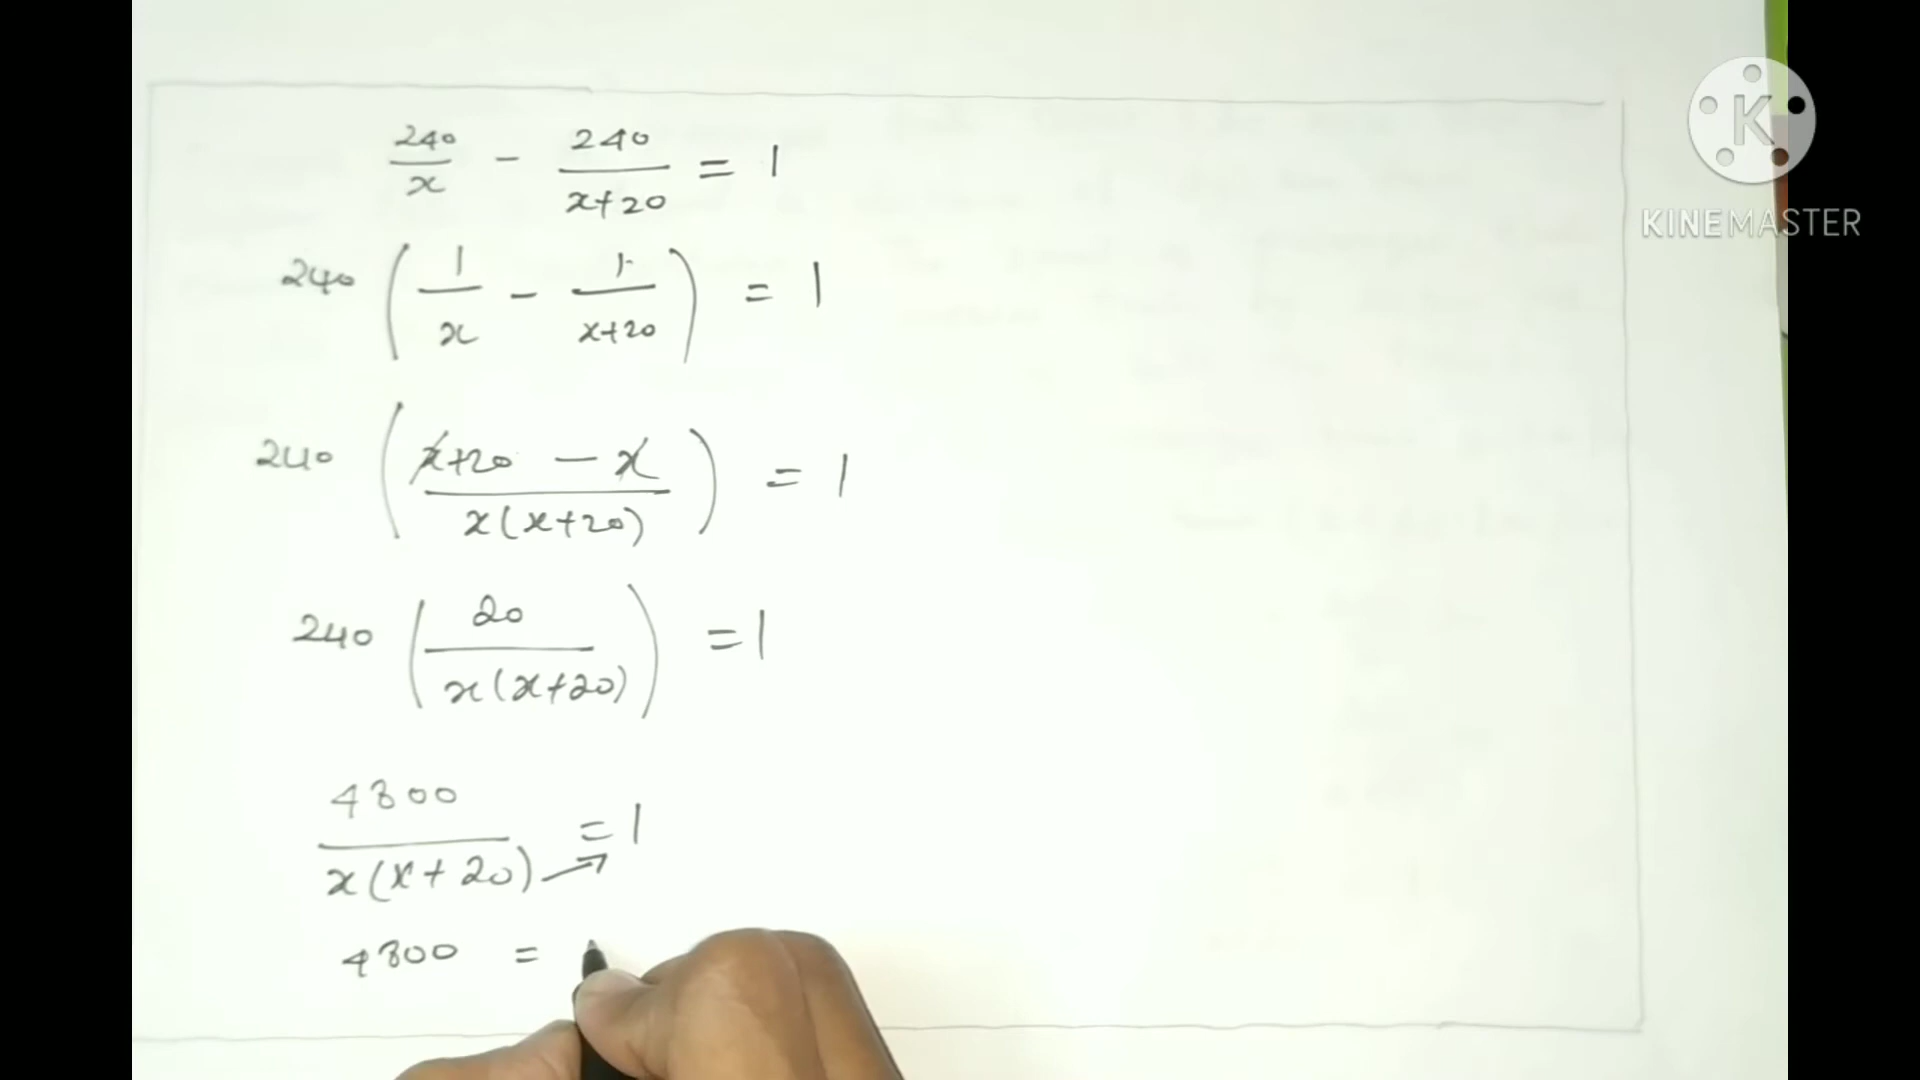 240/x - 240/(x+20) = 1
240 (1/x - 1/(x+20)) = 1
240 ((x+20 - x)/(x(x+20))) = 1
240 (20/(x(x+20))) = 1
4800/(x(x+20)) = 1
4800 =
K
KINEMASTER